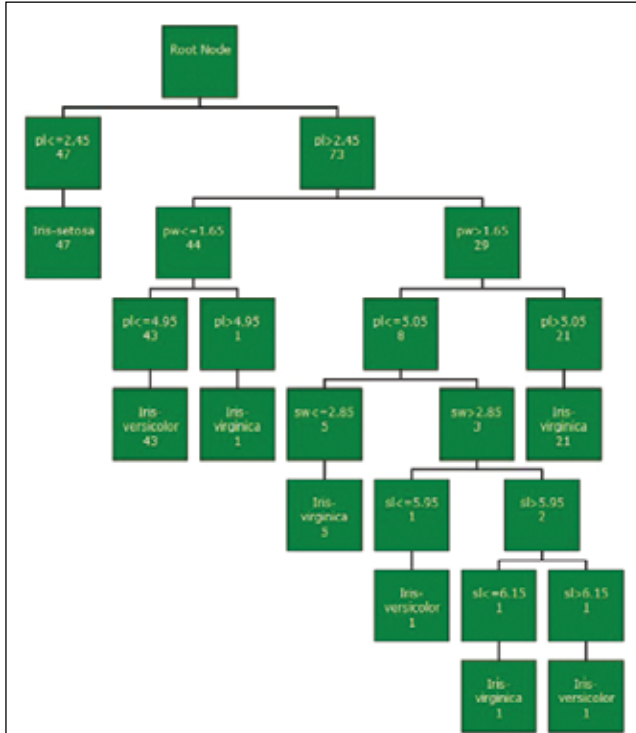 Root Node
pl<=2.45
47
pl>2.45
73
Iris-setosa
47
pw<=1.65
44
pw>1.65
29
pl<=4.95
43
pl>4.95
1
pl<=5.05
8
pl>5.05
21
Iris-
versicolor
43
Iris-
virginica
1
sw<=2.85
5
sw>2.85
3
Iris-
virginica
21
Iris-
virginica
5
sl<=5.95
1
sl>5.95
2
Iris-
versicolor
1
sl<=6.15
1
sl>6.15
1
Iris-
virginica
1
Iris-
versicolor
1